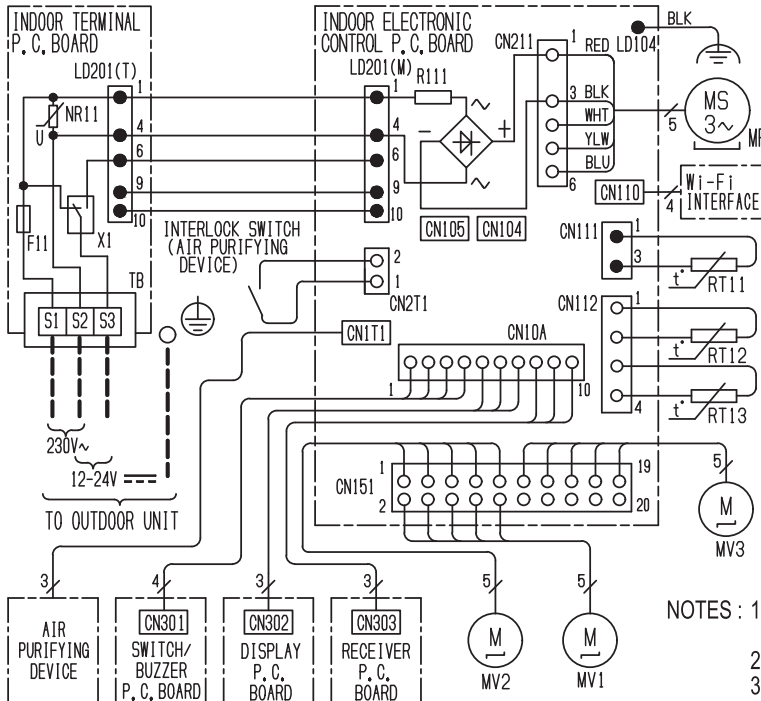 INDOOR TERMINAL
P.C.BOARD
LD201(T)
1
NR11
U
4
6
9
10
F11
X1
TB
S1 S2 S3
230V~
12-24V
TO OUTDOOR UNIT
INDOOR ELECTRONIC
CONTROL P.C.BOARD
LD201(M)
1
4
6
9
10
R111
~
-
+
~
CN211
1
3
6
RED
BLK
WHT
YLW
BLU
LD104
BLK
MS
3~
5
Wi-Fi
INTERFACE
4
CN110
CN105
CN104
CN111
1
3
t°
RT11
CN112
1
4
t°
RT12
t°
RT13
INTERLOCK SWITCH
(AIR PURIFYING
DEVICE)
2
1
CN2T1
CN1T1
CN10A
1
10
CN151
1
2
19
20
5
M
MV3
3
AIR
PURIFYING
DEVICE
4
CN301
SWITCH/
BUZZER
P.C.BOARD
3
CN302
DISPLAY
P.C.
BOARD
3
CN303
RECEIVER
P.C.
BOARD
5
M
MV2
5
M
MV1
NOTES : 1
2
3